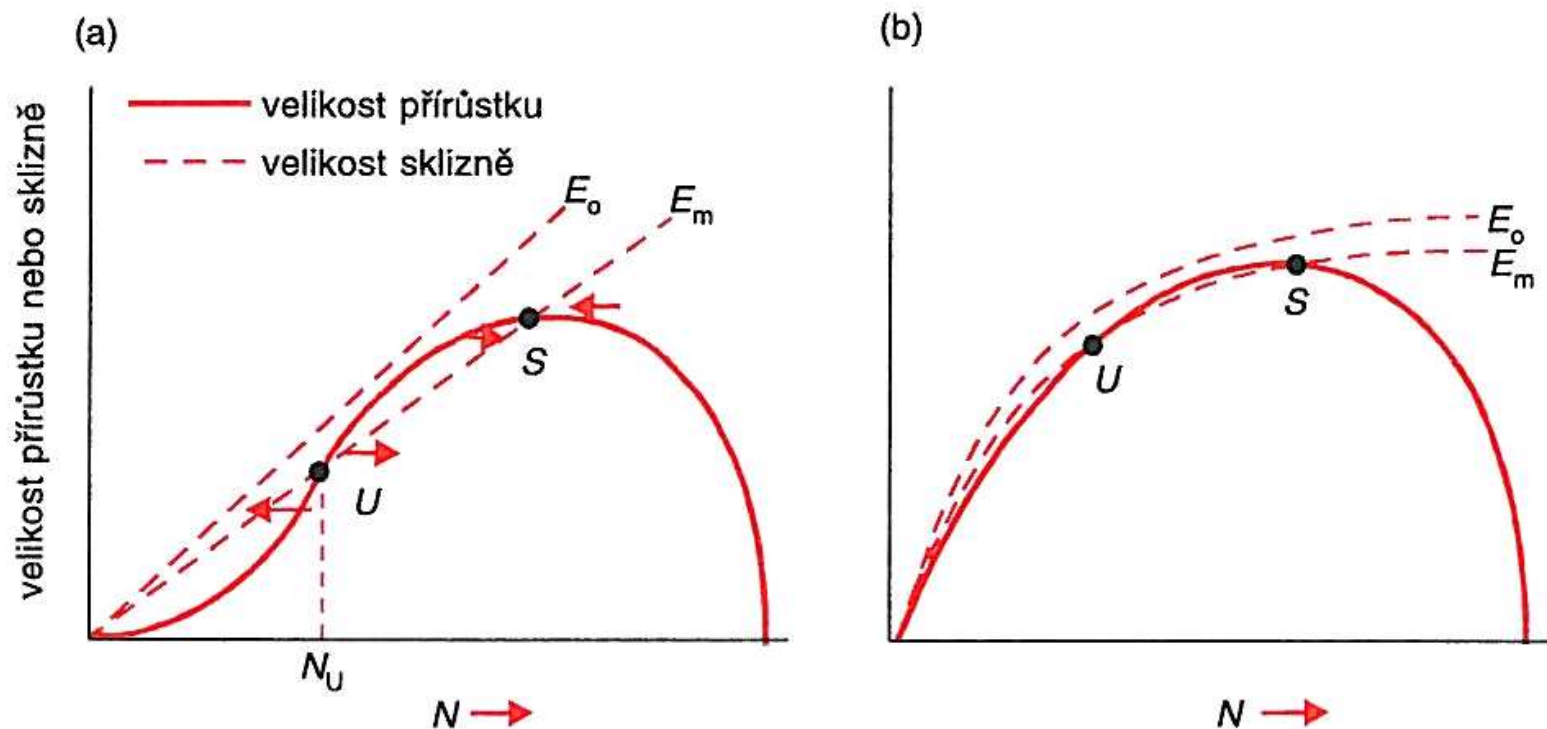 (a)
velikost přírůstku nebo sklizně
velikost přírůstku
velikost sklizně
Eo
Em
S
U
NU
N
(b)
Eo
Em
S
U
N